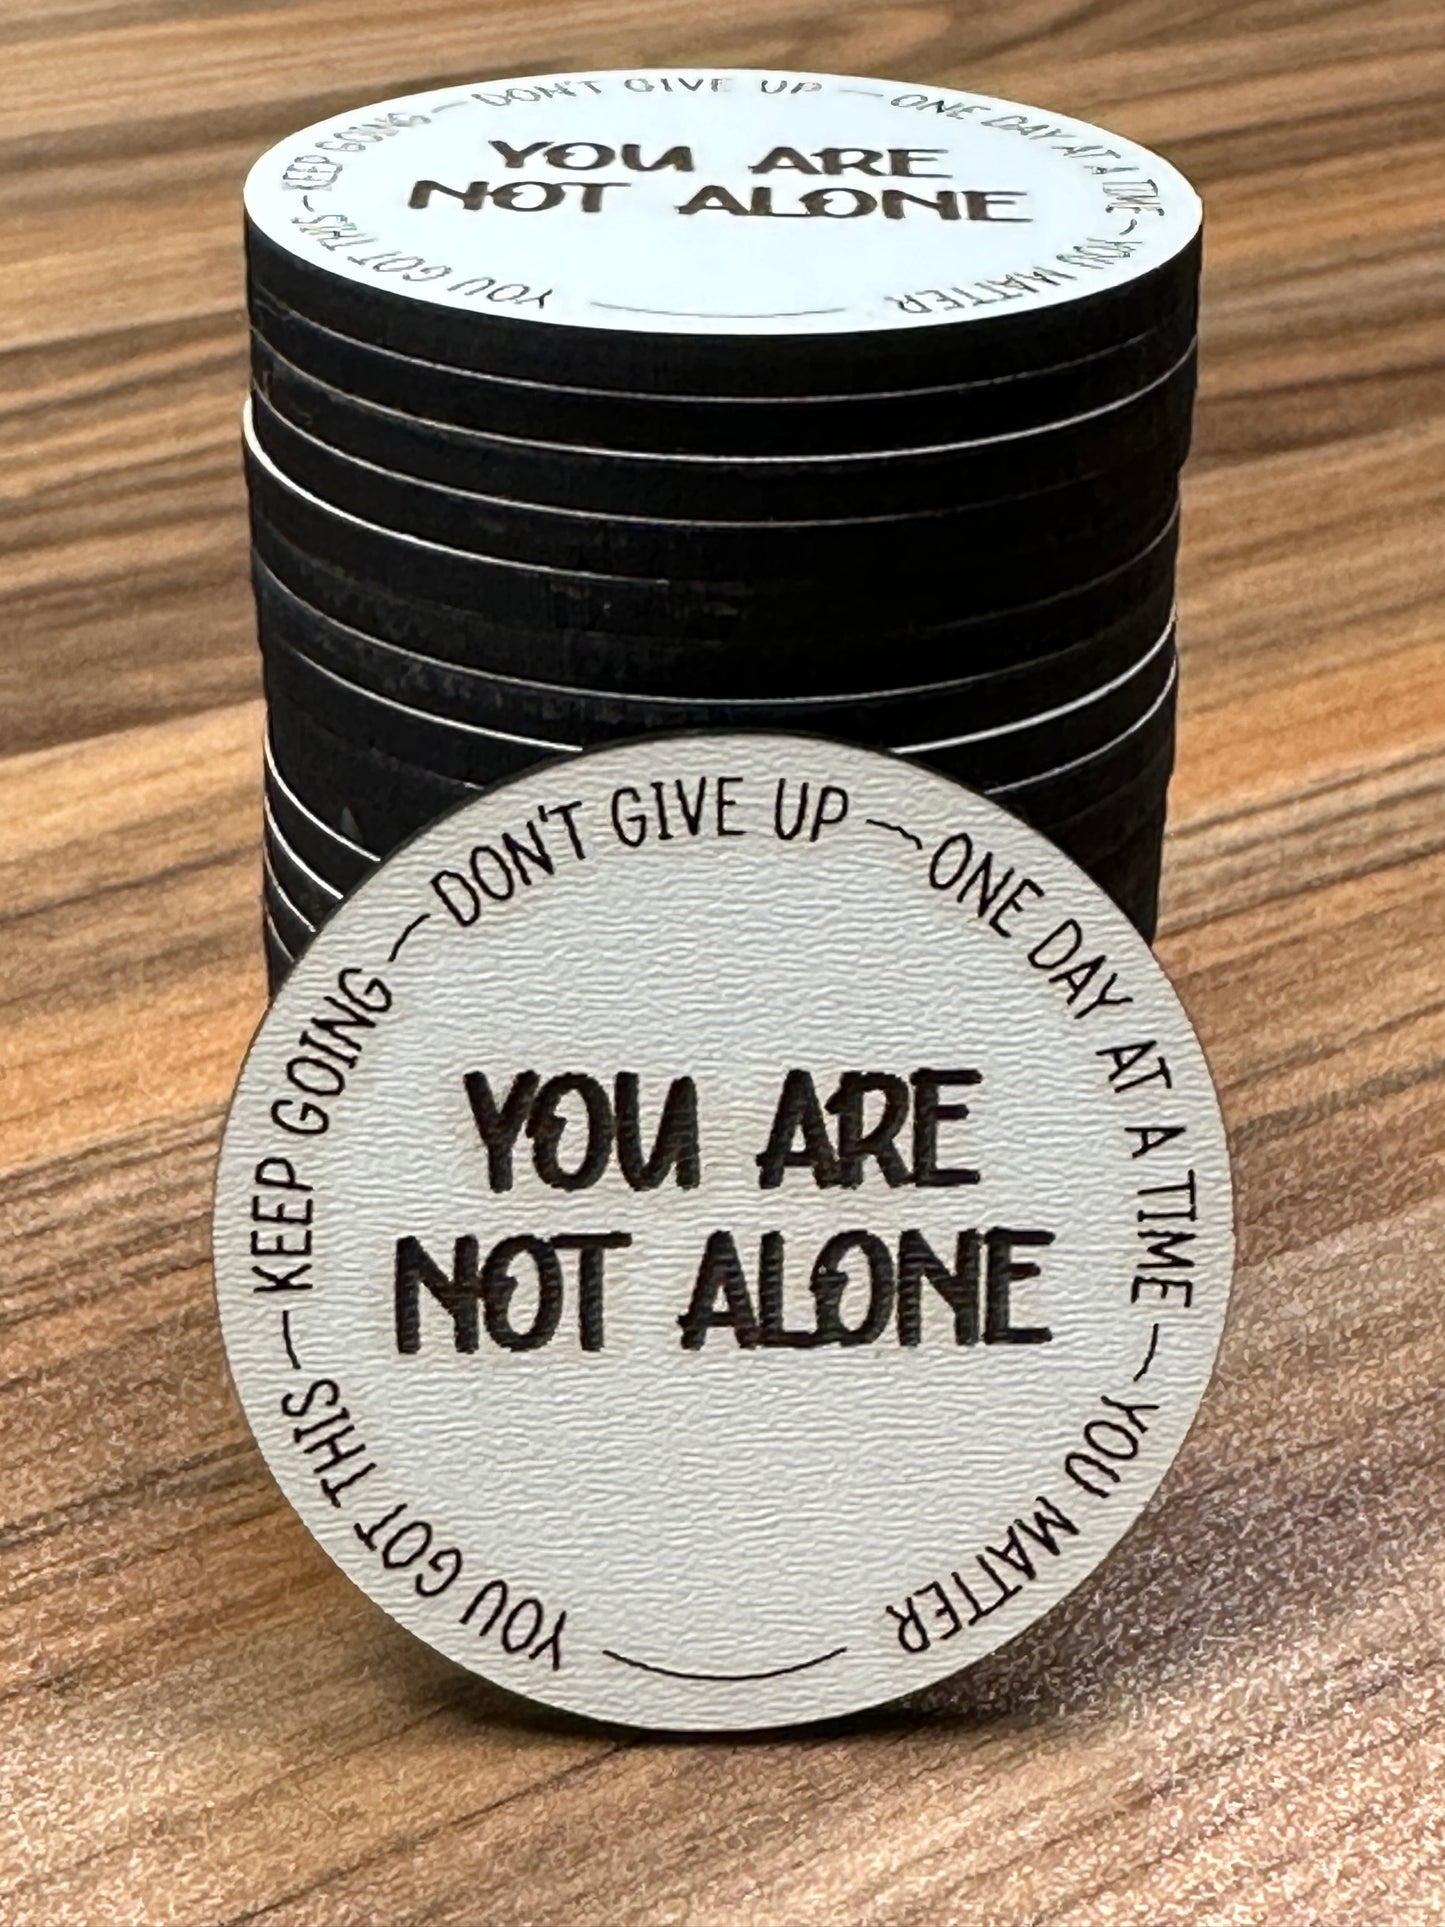 YOU ARE
NOT ALONE
YOU GOT THIS — KEEP GOING — DON'T GIVE UP — ONE DAY AT A TIME — YOU MATTER
YOU ARE
NOT ALONE
YOU GOT THIS — KEEP GOING — DON'T GIVE UP — ONE DAY AT A TIME — YOU MATTER